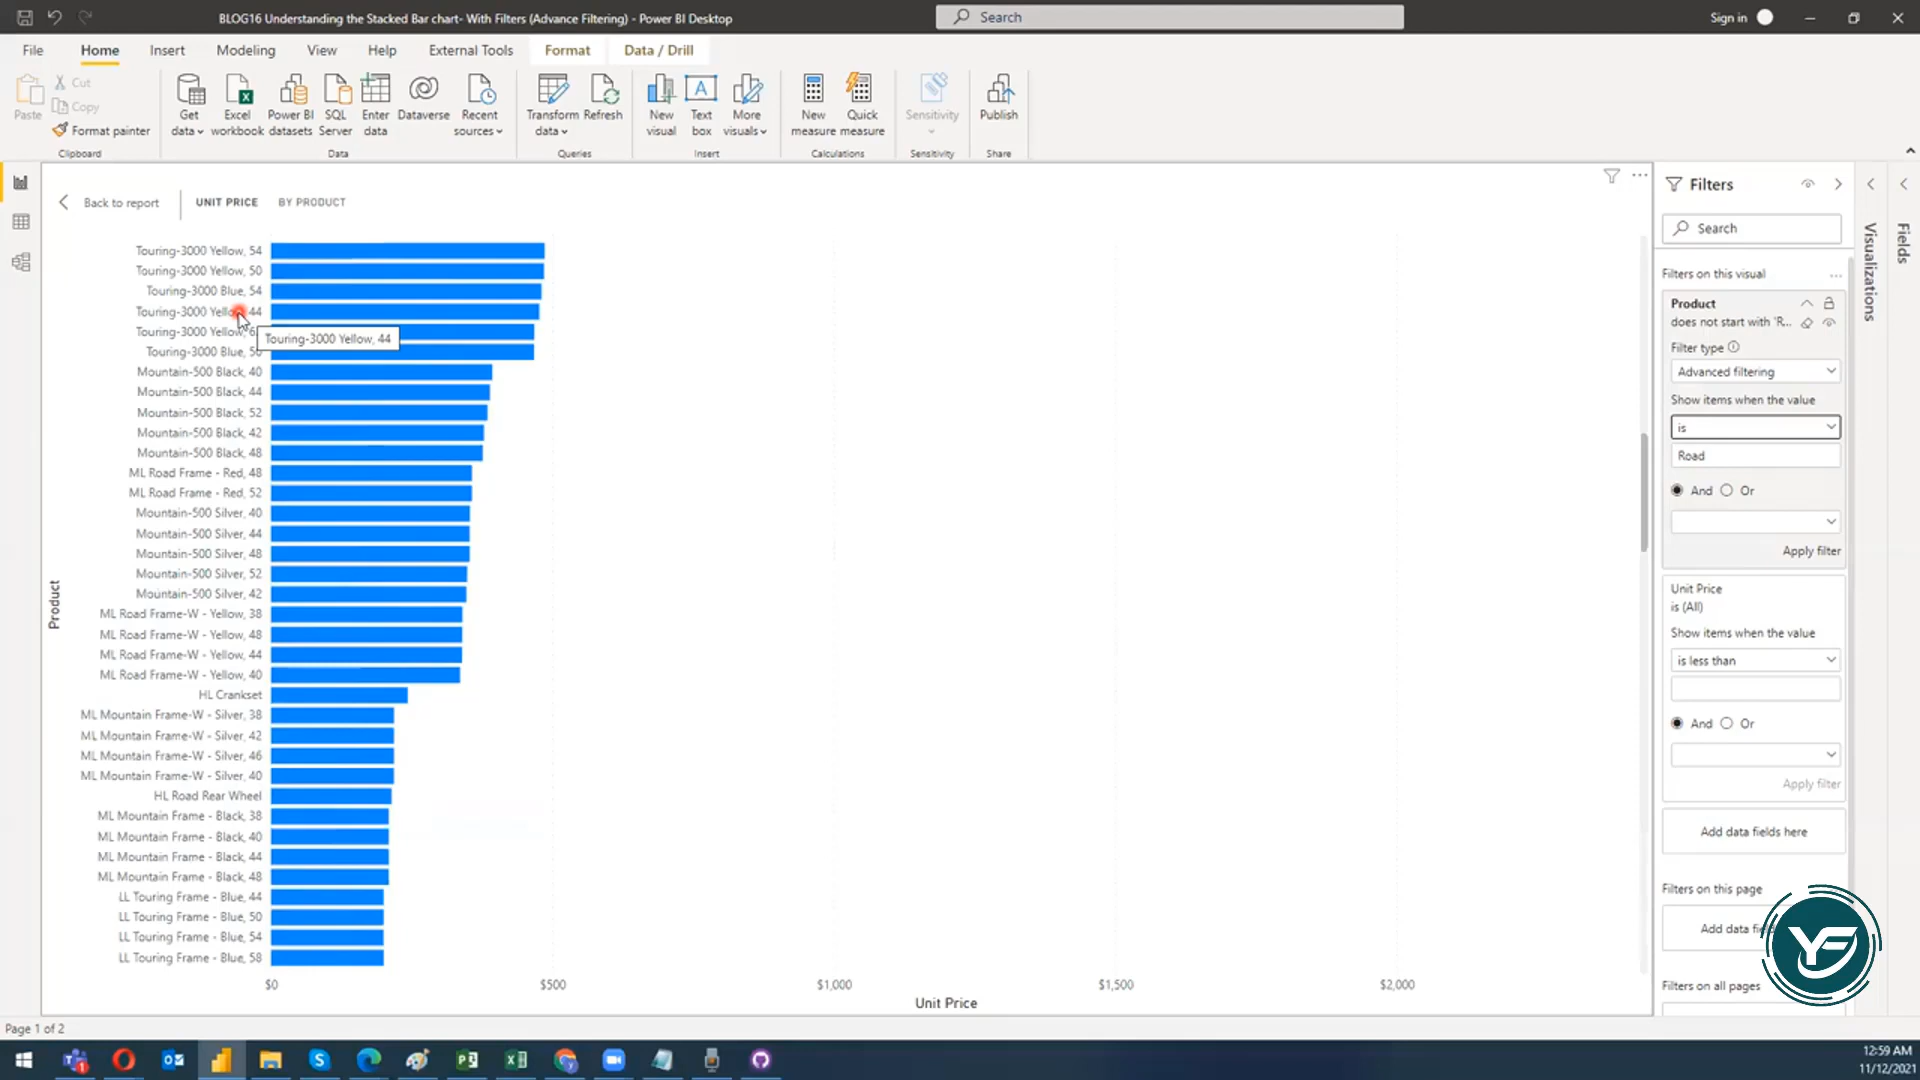 BLOG16 Understanding the Stacked Bar chart- With Filters (Advance Filtering) - Power BI Desktop
Search
Sign in
File
Home
Insert
Modeling
View
Help
External Tools
Format
Data / Drill
Paste
Cut
Copy
Format painter
Clipboard
Get data
Excel workbook
Power BI datasets
SQL Server
Enter data
Dataverse
Recent sources
Data
Transform data
Refresh
Queries
New visual
Text box
More visuals
Insert
New measure
Quick measure
Calculations
Sensitivity
Sensitivity
Publish
Share
Back to report
UNIT PRICE
BY PRODUCT
Product
Touring-3000 Yellow, 54
Touring-3000 Yellow, 50
Touring-3000 Blue, 54
Touring-3000 Yellow, 44
Touring-3000 Yellow, 6
Touring-3000 Yellow, 44
Touring-3000 Blue, 50
Mountain-500 Black, 40
Mountain-500 Black, 44
Mountain-500 Black, 52
Mountain-500 Black, 42
Mountain-500 Black, 48
ML Road Frame - Red, 48
ML Road Frame - Red, 52
Mountain-500 Silver, 40
Mountain-500 Silver, 44
Mountain-500 Silver, 48
Mountain-500 Silver, 52
Mountain-500 Silver, 42
ML Road Frame-W - Yellow, 38
ML Road Frame-W - Yellow, 48
ML Road Frame-W - Yellow, 44
ML Road Frame-W - Yellow, 40
HL Crankset
ML Mountain Frame-W - Silver, 38
ML Mountain Frame-W - Silver, 42
ML Mountain Frame-W - Silver, 46
ML Mountain Frame-W - Silver, 40
HL Road Rear Wheel
ML Mountain Frame - Black, 38
ML Mountain Frame - Black, 40
ML Mountain Frame - Black, 44
ML Mountain Frame - Black, 48
LL Touring Frame - Blue, 44
LL Touring Frame - Blue, 50
LL Touring Frame - Blue, 54
LL Touring Frame - Blue, 58
$0
$500
$1,000
$1,500
$2,000
Unit Price
Filters
Search
Filters on this visual
Product
does not start with 'R...
Filter type
Advanced filtering
Show items when the value
is
Road
And
Or
Apply filter
Unit Price
is (All)
Show items when the value
is less than
And
Or
Apply filter
Add data fields here
Filters on this page
Add data fi
Filters on all pages
Visualizations
Fields
YF
Page 1 of 2
12:59 AM
11/12/2021